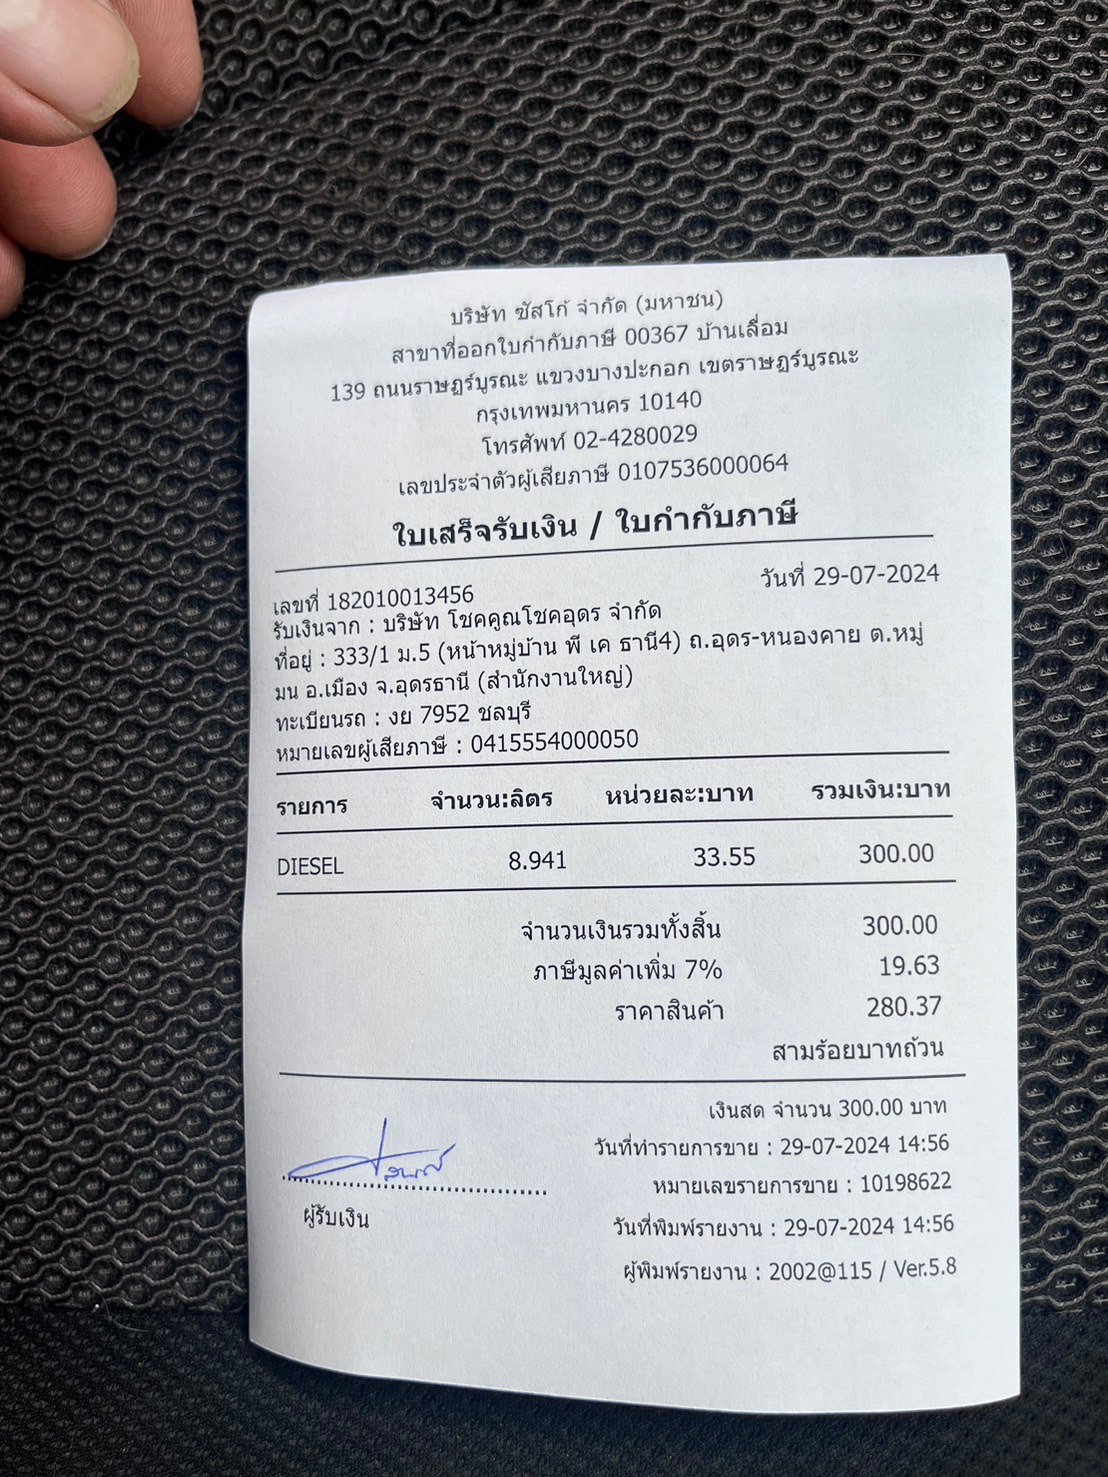 บริษัท ซัสโก้ จำกัด (มหาชน)
สาขาที่ออกใบกำกับภาษี 00367 บ้านเลื่อม
139 ถนนราษฎร์บูรณะ แขวงบางปะกอก เขตราษฎร์บูรณะ
กรุงเทพมหานคร 10140
โทรศัพท์ 02-4280029
เลขประจำตัวผู้เสียภาษี 0107536000064
ใบเสร็จรับเงิน / ใบกำกับภาษี
เลขที่ 182010013456 วันที่ 29-07-2024
รับเงินจาก : บริษัท โชคคูณโชคอุดร จำกัด
ที่อยู่ : 333/1 ม.5 (หน้าหมู่บ้าน พี เค ธานี4) ถ.อุดร-หนองคาย ต.หมู่
มน อ.เมือง จ.อุดรธานี (สำนักงานใหญ่)
ทะเบียนรถ : งย 7952 ชลบุรี
หมายเลขผู้เสียภาษี : 0415554000050
รายการ จำนวน:ลิตร หน่วยละ:บาท รวมเงิน:บาท
DIESEL 8.941 33.55 300.00
จำนวนเงินรวมทั้งสิ้น 300.00
ภาษีมูลค่าเพิ่ม 7% 19.63
ราคาสินค้า 280.37
สามร้อยบาทถ้วน
เงินสด จำนวน 300.00 บาท
วันที่ทำรายการขาย : 29-07-2024 14:56
หมายเลขรายการขาย : 10198622
ผู้รับเงิน
วันที่พิมพ์รายงาน : 29-07-2024 14:56
ผู้พิมพ์รายงาน : 2002@115 / Ver.5.8